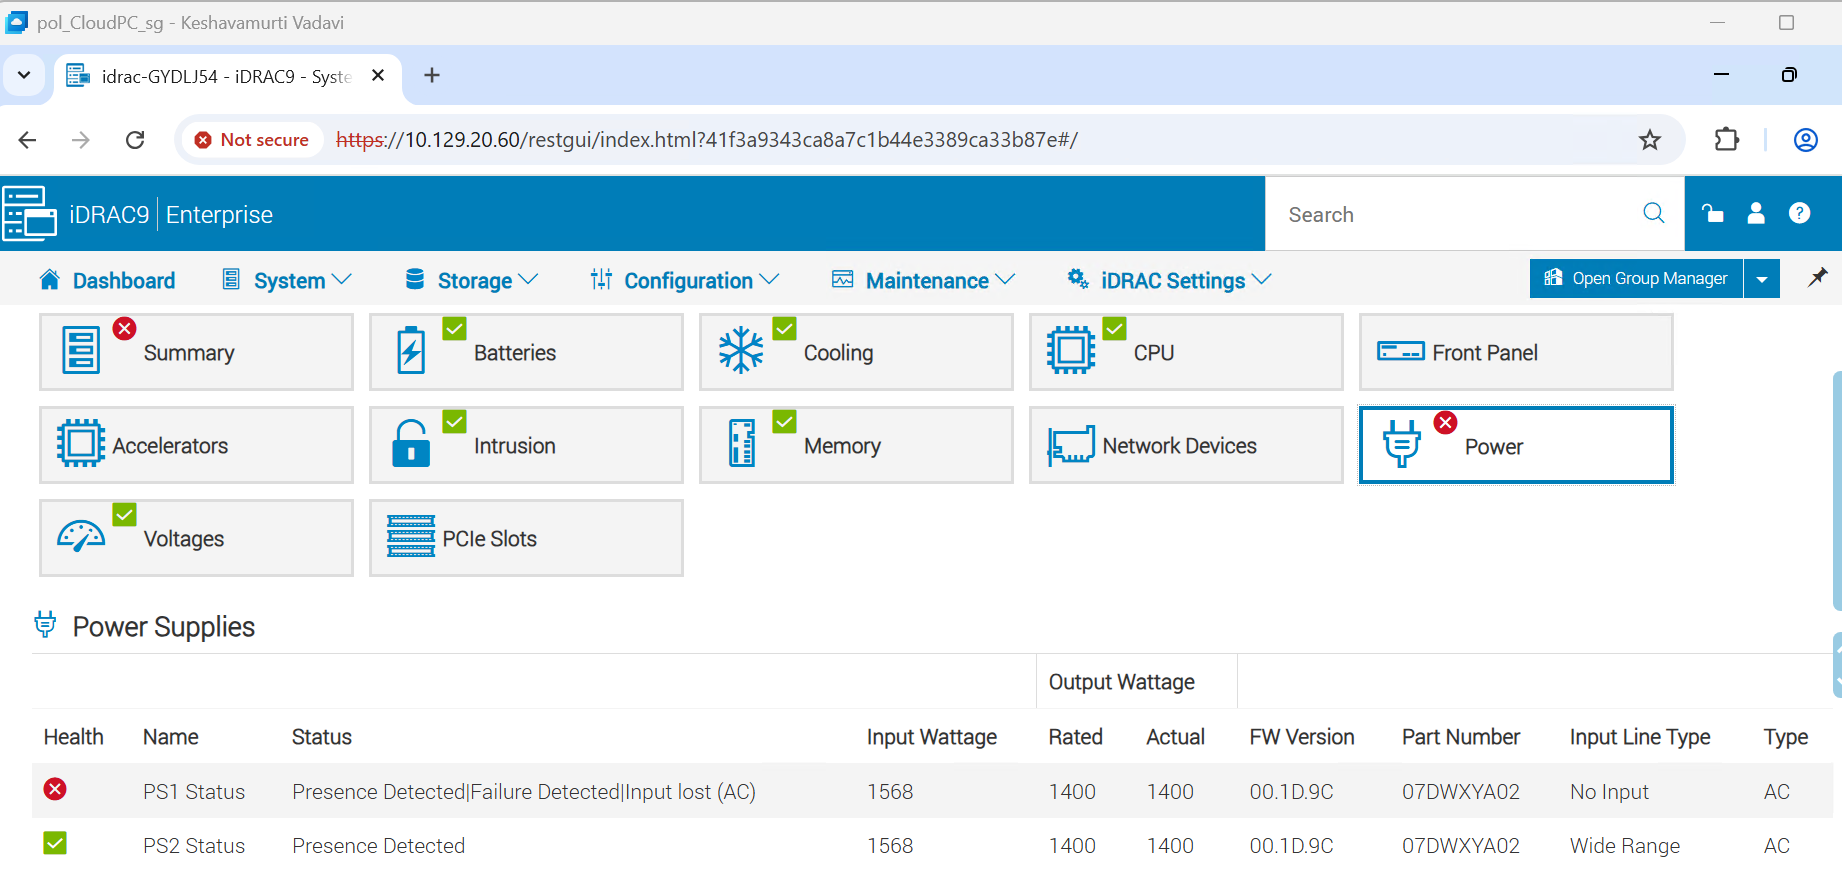 pol_CloudPC_sg - Keshavamurti Vadavi
idrac-GYDLJ54 - iDRAC9 - Syste
Not secure https://10.129.20.60/restgui/index.html?41f3a9343ca8a7c1b44e3389ca33b87e#/
iDRAC9 | Enterprise Search
Dashboard System Storage Configuration Maintenance iDRAC Settings Open Group Manager
Summary Batteries Cooling CPU Front Panel
Accelerators Intrusion Memory Network Devices Power
Voltages PCIe Slots
Power Supplies
Output Wattage
Health Name Status Input Wattage Rated Actual FW Version Part Number Input Line Type Type
PS1 Status Presence Detected|Failure Detected|Input lost (AC) 1568 1400 1400 00.1D.9C 07DWXYA02 No Input AC
PS2 Status Presence Detected 1568 1400 1400 00.1D.9C 07DWXYA02 Wide Range AC